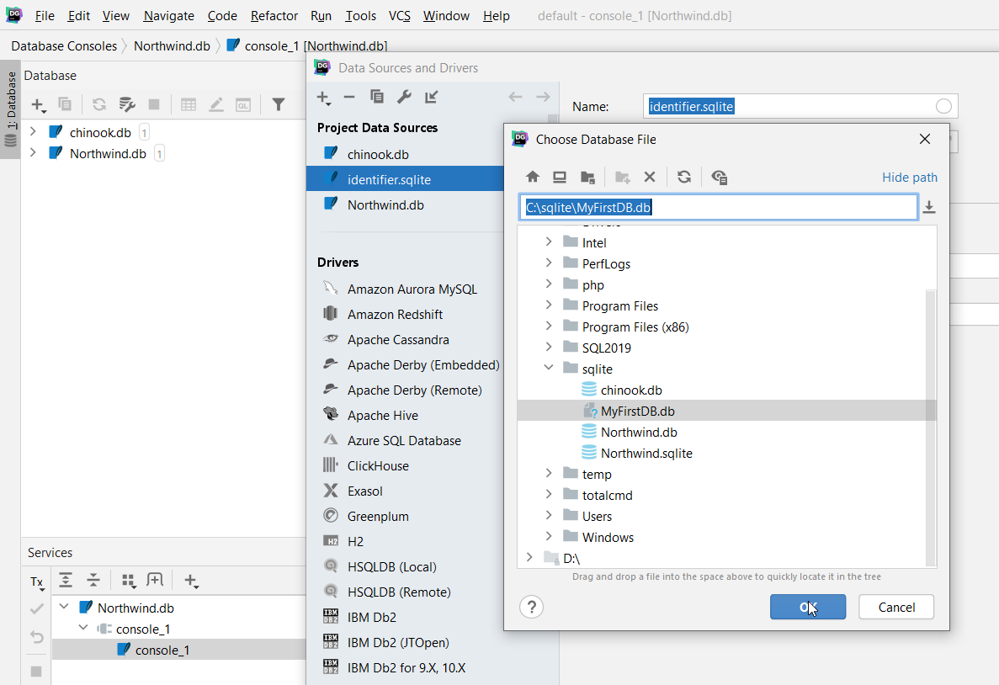 File Edit View Navigate Code Refactor Run Tools VCS Window Help default - console_1 [Northwind.db]
Database Consoles Northwind.db console_1 [Northwind.db]
1: Database
Database
chinook.db 1
Northwind.db 1
Services
Tx
Northwind.db
console_1
console_1
Data Sources and Drivers
Project Data Sources
chinook.db
identifier.sqlite
Northwind.db
Drivers
Amazon Aurora MySQL
Amazon Redshift
Apache Cassandra
Apache Derby (Embedded)
Apache Derby (Remote)
Apache Hive
Azure SQL Database
ClickHouse
Exasol
Greenplum
H2
HSQLDB (Local)
HSQLDB (Remote)
IBM Db2
IBM Db2 (JTOpen)
IBM Db2 for 9.X, 10.X
Name: identifier.sqlite
Choose Database File
Hide path
C:\sqlite\MyFirstDB.db
Intel
PerfLogs
php
Program Files
Program Files (x86)
SQL2019
sqlite
chinook.db
MyFirstDB.db
Northwind.db
Northwind.sqlite
temp
totalcmd
Users
Windows
D:\
Drag and drop a file into the space above to quickly locate it in the tree
? OK Cancel